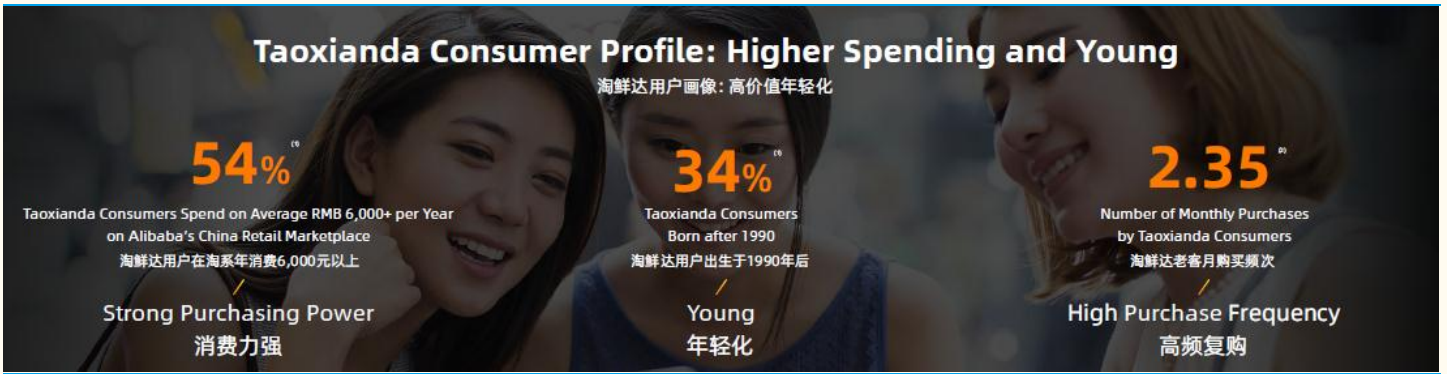 Taoxianda Consumer Profile: Higher Spending and Young
淘鲜达用户画像：高价值年轻化
54%(1)
Taoxianda Consumers Spend on Average RMB 6,000+ per Year
on Alibaba's China Retail Marketplace
淘鲜达用户在淘系年消费6,000元以上
Strong Purchasing Power
消费力强
34%(1)
Taoxianda Consumers
Born after 1990
淘鲜达用户出生于1990年后
Young
年轻化
2.35(2)
Number of Monthly Purchases
by Taoxianda Consumers
淘鲜达老客月购买频次
High Purchase Frequency
高频复购